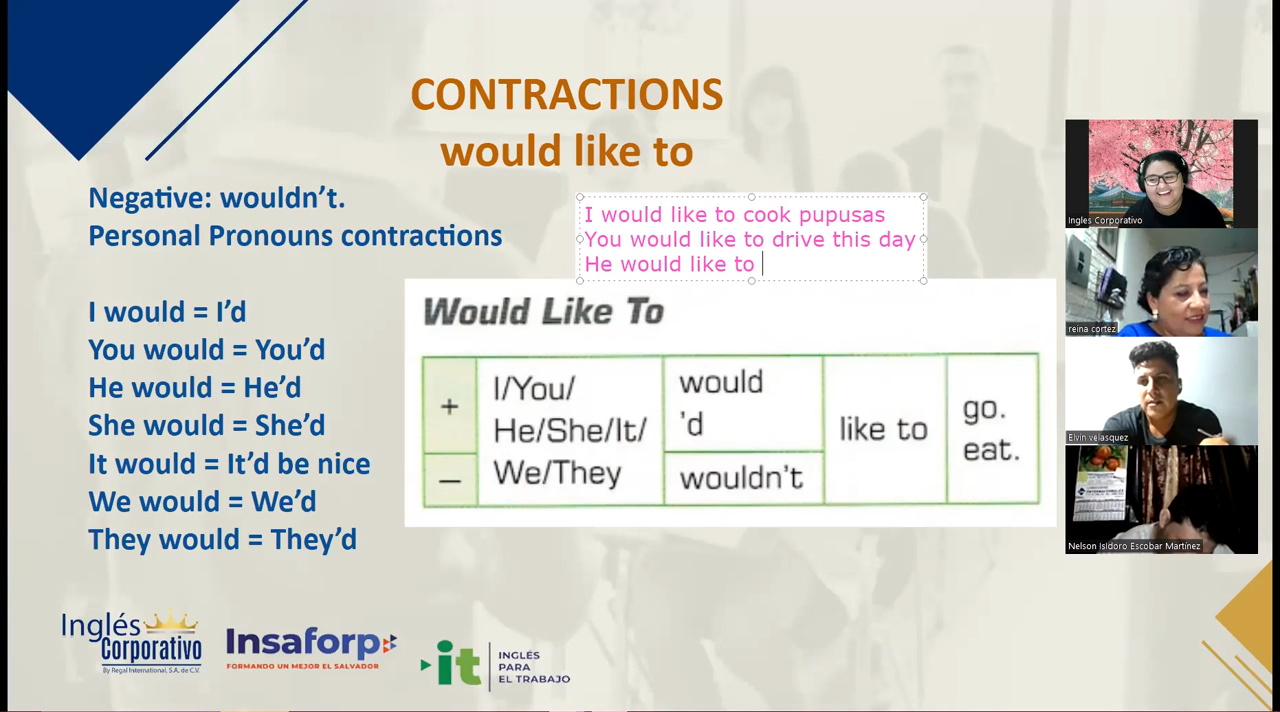 CONTRACTIONS
would like to
Negative: wouldn’t.
Personal Pronouns contractions
I would like to cook pupusas
You would like to drive this day
He would like to
I would = I’d
You would = You’d
He would = He’d
She would = She’d
It would = It’d be nice
We would = We’d
They would = They’d
Would Like To
+
I/You/
He/She/It/
We/They
–
would
’d
wouldn't
like to
go.
eat.
Ingles Corporativo
reina cortez
Elvin velasquez
Nelson Isidoro Escobar Martínez
Inglés
Corporativo
By Regal International, S.A. de C.V.
Insaforp
FORMANDO UN MEJOR EL SALVADOR
it
INGLÉS
PARA
EL TRABAJO